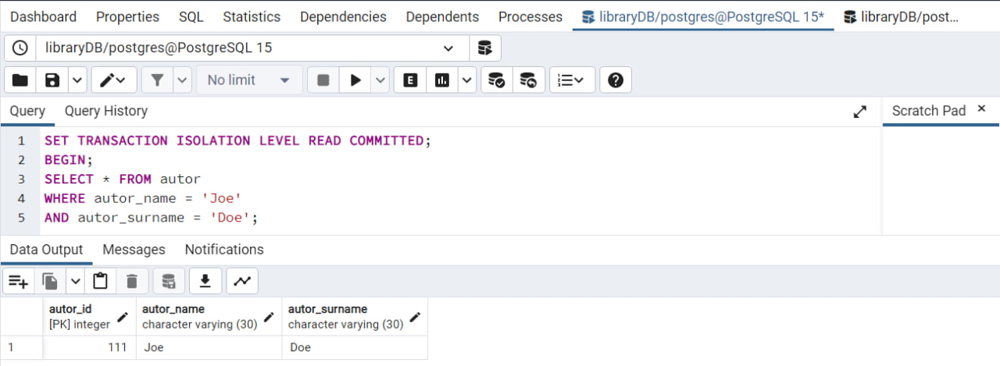 Dashboard Properties SQL Statistics Dependencies Dependents Processes libraryDB/postgres@PostgreSQL 15* libraryDB/post...
libraryDB/postgres@PostgreSQL 15
No limit E
Query Query History Scratch Pad
1 SET TRANSACTION ISOLATION LEVEL READ COMMITTED;
2 BEGIN;
3 SELECT * FROM autor
4 WHERE autor_name = 'Joe'
5 AND autor_surname = 'Doe';
Data Output Messages Notifications
autor_id autor_name autor_surname
[PK] integer character varying (30) character varying (30)
1 111 Joe Doe